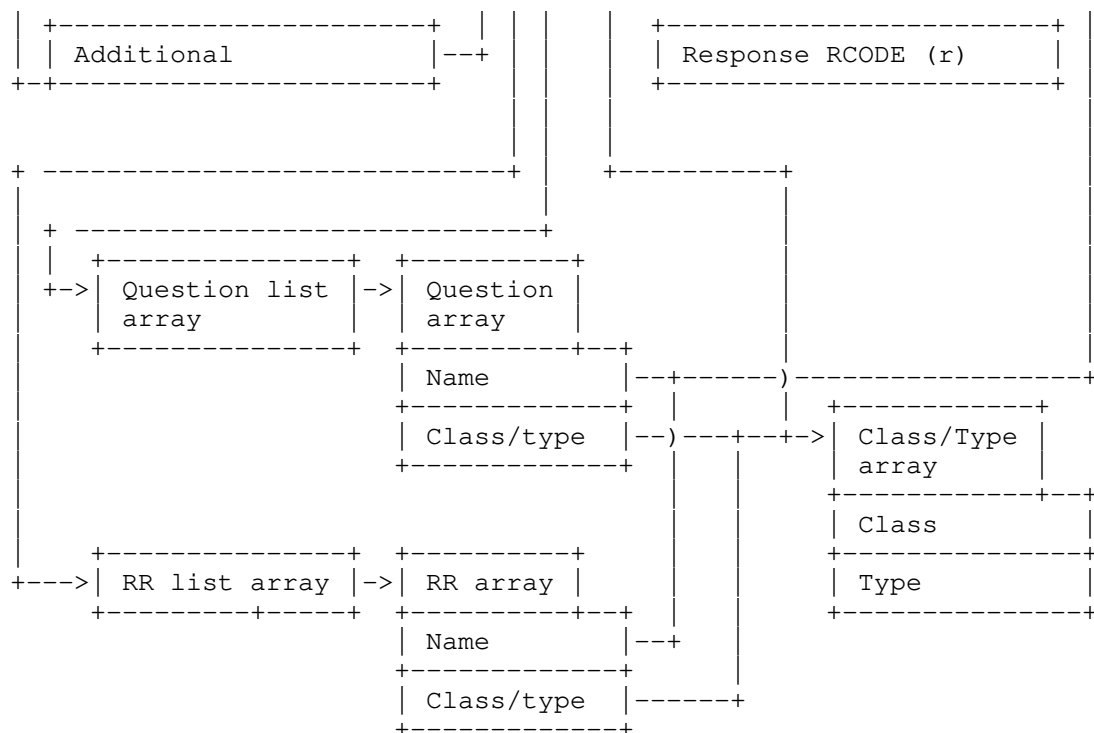 Additional
Response RCODE (r)
Question list array
Question array
Name
Class/type
Class/Type array
Class
RR list array
RR array
Type
Name
Class/type